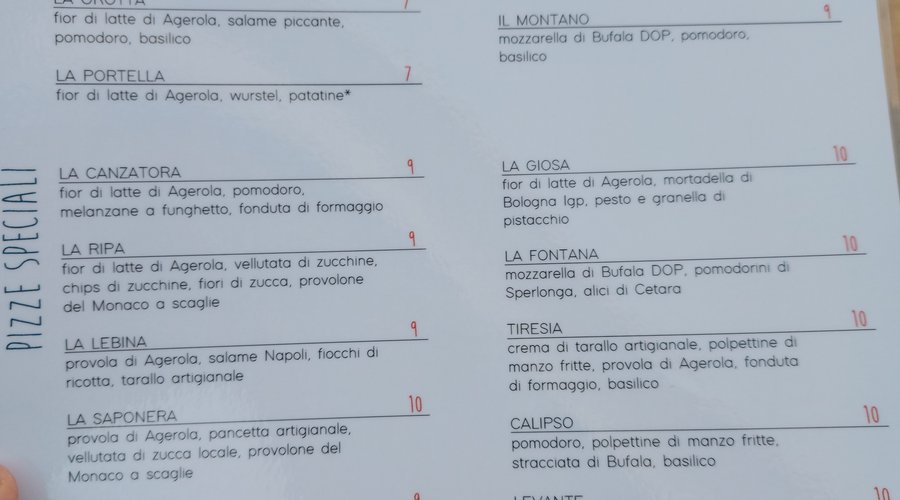 LA GROTTA 7
fior di latte di Agerola, salame piccante,
pomodoro, basilico
LA PORTELLA 7
fior di latte di Agerola, wurstel, patatine*
PIZZE SPECIALI
LA CANZATORA 9
fior di latte di Agerola, pomodoro,
melanzane a funghetto, fonduta di formaggio
LA RIPA 9
fior di latte di Agerola, vellutata di zucchine,
chips di zucchine, fiori di zucca, provolone
del Monaco a scaglie
LA LEBINA 9
provola di Agerola, salame Napoli, fiocchi di
ricotta, tarallo artigianale
LA SAPONERA 10
provola di Agerola, pancetta artigianale,
vellutata di zucca locale, provolone del
Monaco a scaglie
9
IL MONTANO 9
mozzarella di Bufala DOP, pomodoro,
basilico
LA GIOSA 10
fior di latte di Agerola, mortadella di
Bologna Igp, pesto e granella di
pistacchio
LA FONTANA 10
mozzarella di Bufala DOP, pomodorini di
Sperlonga, alici di Cetara
TIRESIA 10
crema di tarallo artigianale, polpettine di
manzo fritte, provola di Agerola, fonduta
di formaggio, basilico
CALIPSO 10
pomodoro, polpettine di manzo fritte,
stracciata di Bufala, basilico
LEVANTE 10